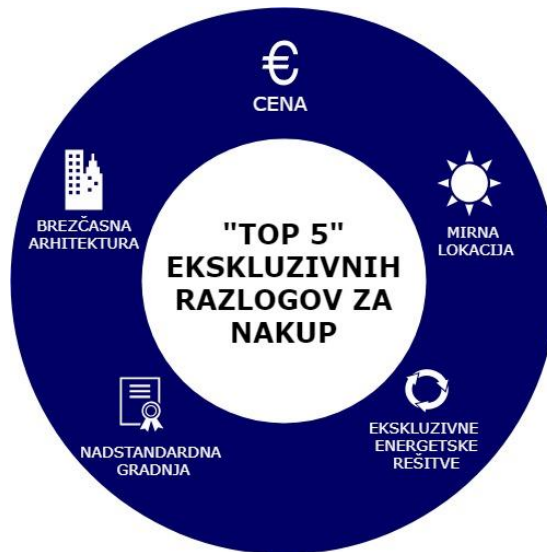 €
CENA
BREZČASNA
ARHITEKTURA
MIRNA
LOKACIJA
"TOP 5"
EKSKLUZIVNIH
RAZLOGOV ZA
NAKUP
NADSTANDARDNA
GRADNJA
EKSKLUZIVNE
ENERGETSKE
REŠITVE